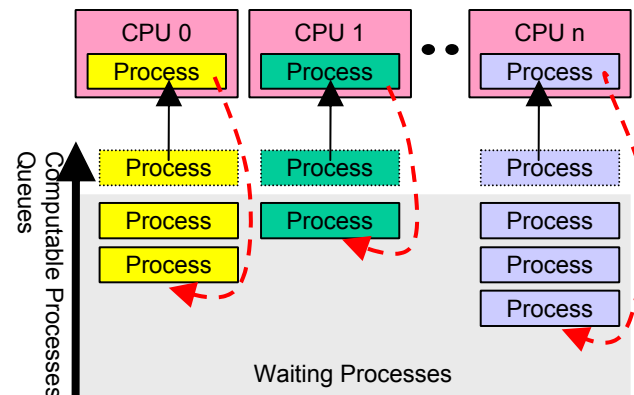 CPU 0
CPU 1
CPU n
Process
Process
Process
Process
Process
Process
Process
Process
Process
Process
Process
Process
Computable Processes
Queues
Waiting Processes